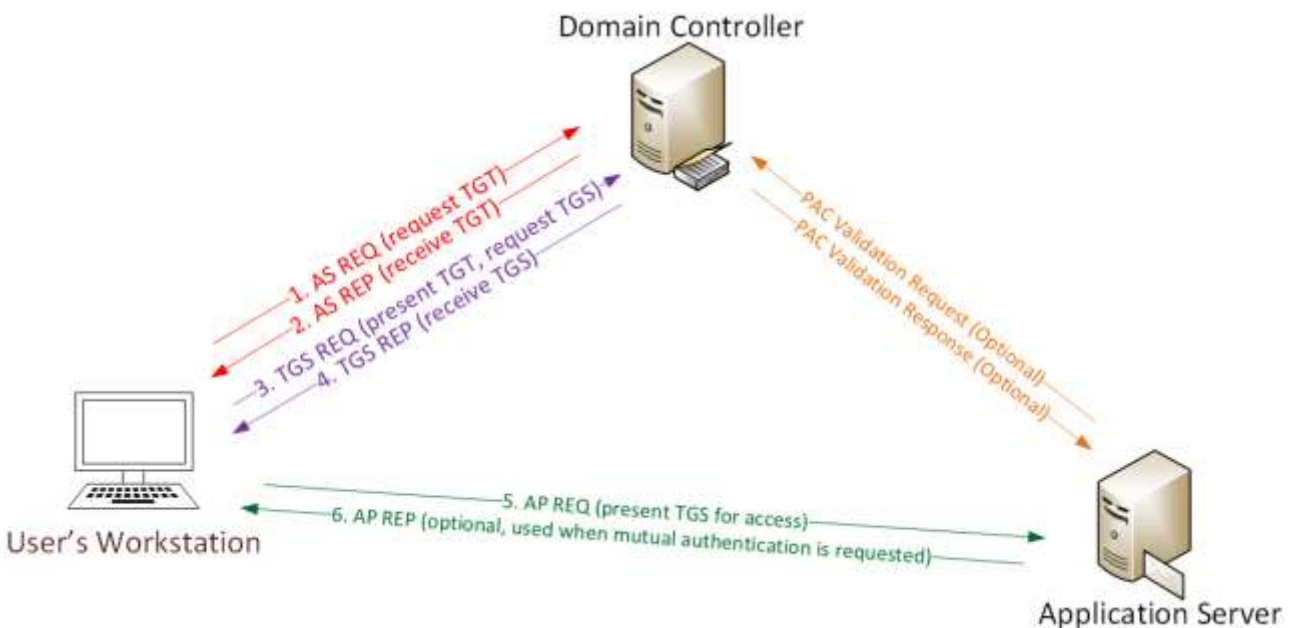 Domain Controller
1. AS REQ (request TGT)
2. AS REP (receive TGT)
3. TGS REQ (present TGT, request TGS)
4. TGS REP (receive TGS)
PAC Validation Request (Optional)
PAC Validation Response (Optional)
5. AP REQ (present TGS for access)
6. AP REP (optional, used when mutual authentication is requested)
User's Workstation
Application Server